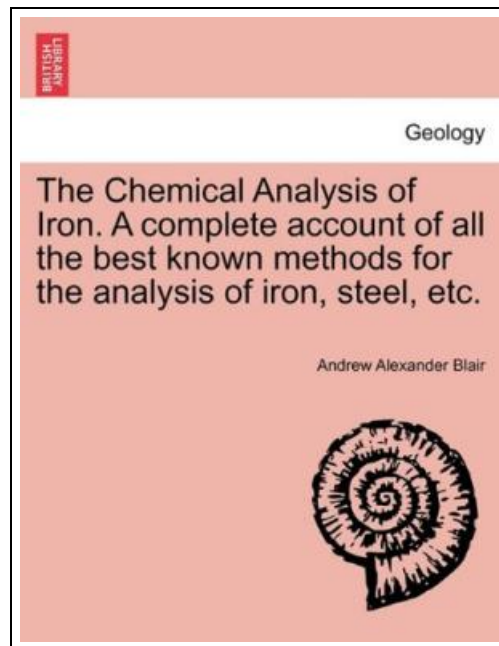 BRITISH
LIBRARY
Geology
The Chemical Analysis of
Iron. A complete account of all
the best known methods for
the analysis of iron, steel, etc.
Andrew Alexander Blair